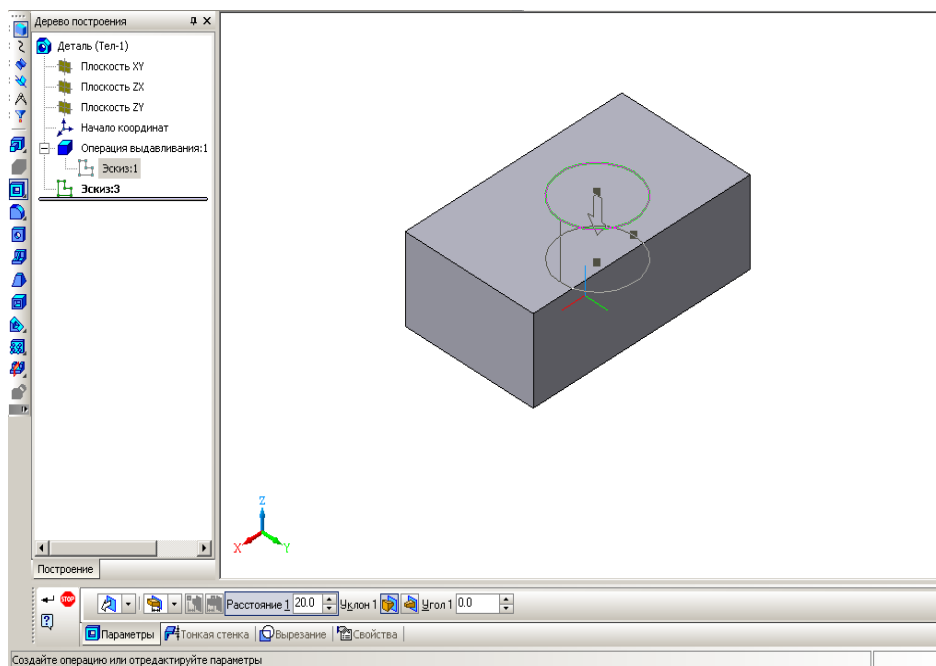 Дерево построения
Деталь (Тел-1)
Плоскость XY
Плоскость ZX
Плоскость ZY
Начало координат
Операция выдавливания:1
Эскиз:1
Эскиз:3
Построение
Z
X
Y
STOP
Расстояние 1 20.0 Уклон 1 Угол 1 0.0
Параметры Тонкая стенка Вырезание Свойства
Создайте операцию или отредактируйте параметры